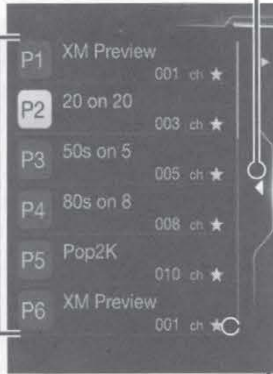 P1 XM Preview
001 ch ★
P2 20 on 20
003 ch ★
P3 50s on 5
005 ch ★
P4 80s on 8
008 ch ★
P5 Pop2K
010 ch ★
P6 XM Preview
001 ch ★